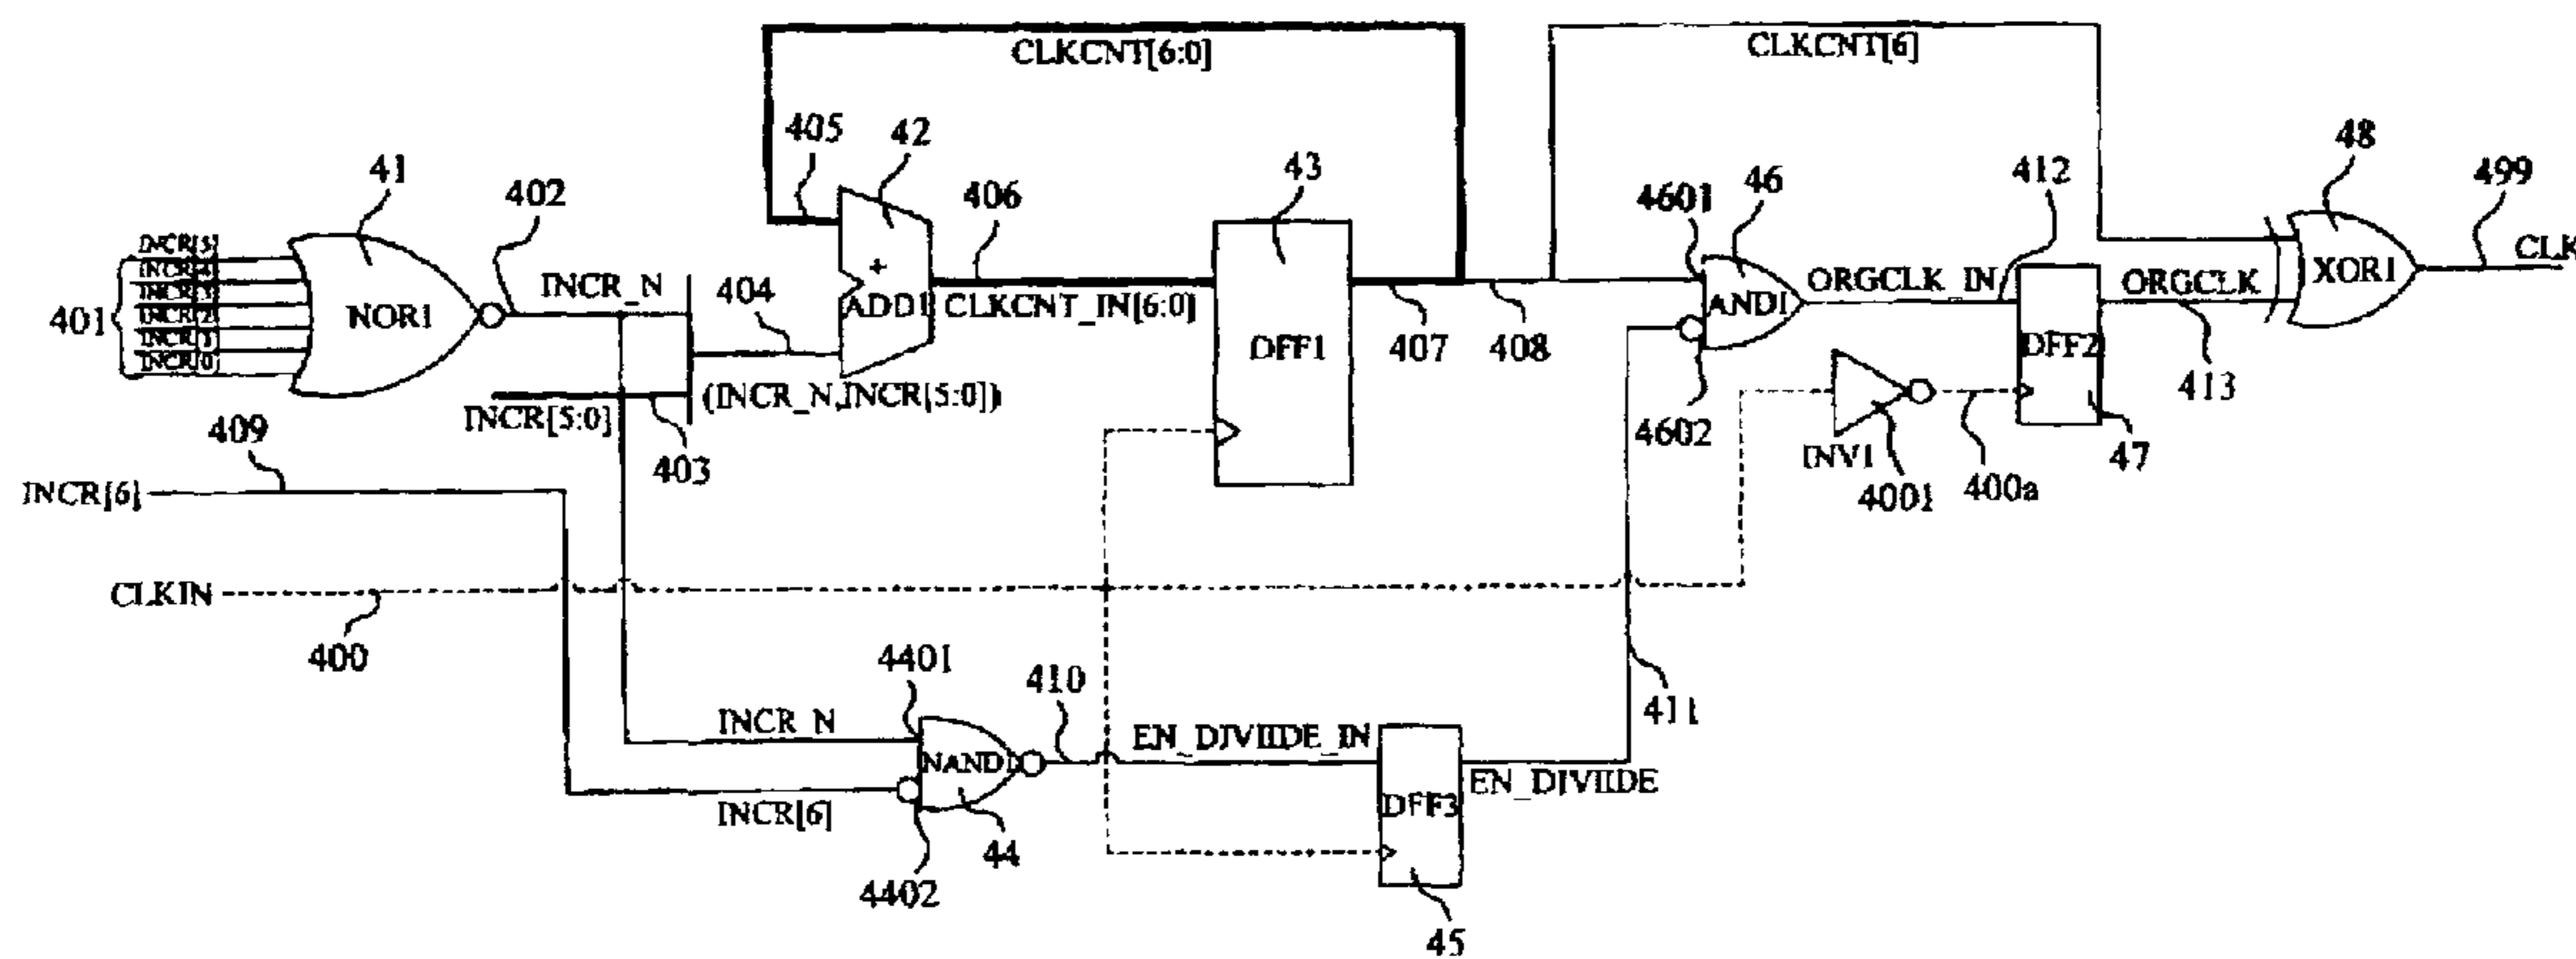 CLKCNT[6:0]
CLKCNT[6]
405
42
43
48
41
402
406
4601
46
412
499
INCR[5]
INCR[4]
INCR[3]
INCR[2]
INCR[1]
INCR[0]
401
NOR1
INCR_N
404
+
ADD1
CLKCNT_IN[6:0]
DFF1
407
408
AND1
ORGCLK_IN
ORGCLK
XOR1
CLK
DFF2
413
INCR[5:0]
(INCR_N,INCR[5:0])
403
409
4602
INV1
4001
400a
47
INCR[6]
CLKIN
400
4401
410
411
INCR_N
NAND1
EN_DIVIIDE_IN
EN_DIVIIDE
INCR[6]
DFF3
44
4402
45